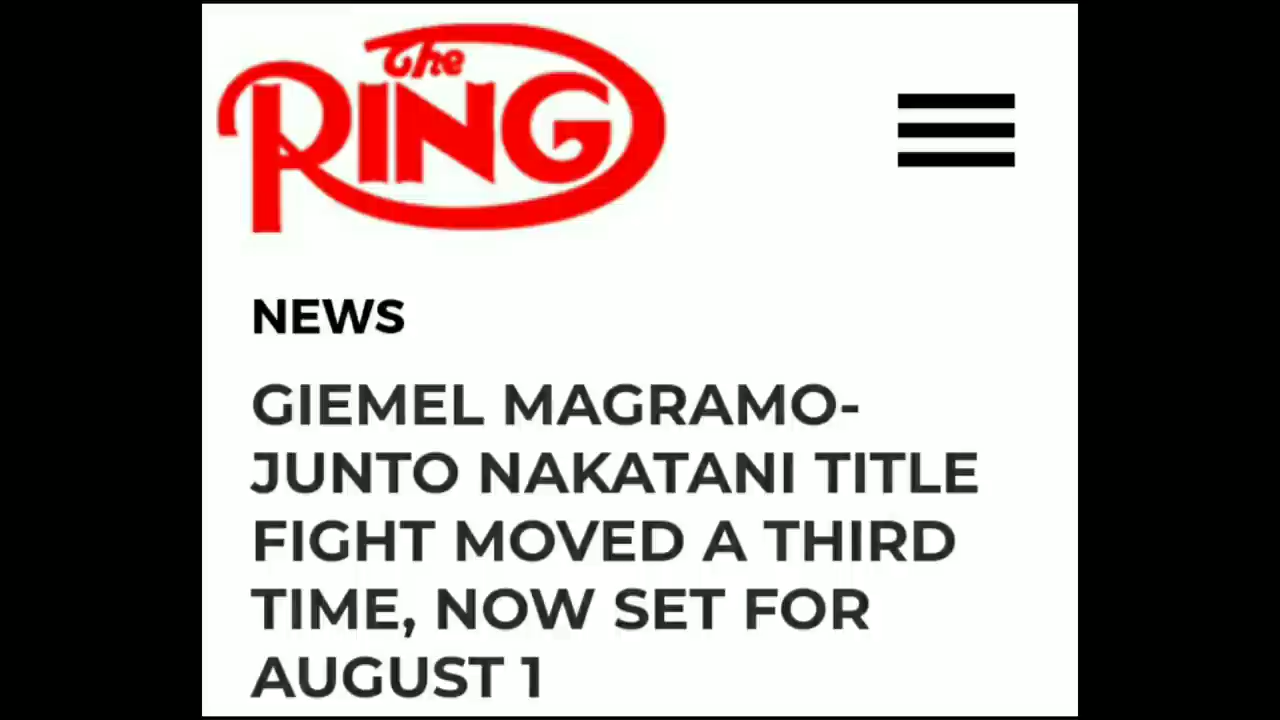 The
RING
NEWS
GIEMEL MAGRAMO-
JUNTO NAKATANI TITLE
FIGHT MOVED A THIRD
TIME, NOW SET FOR
AUGUST 1